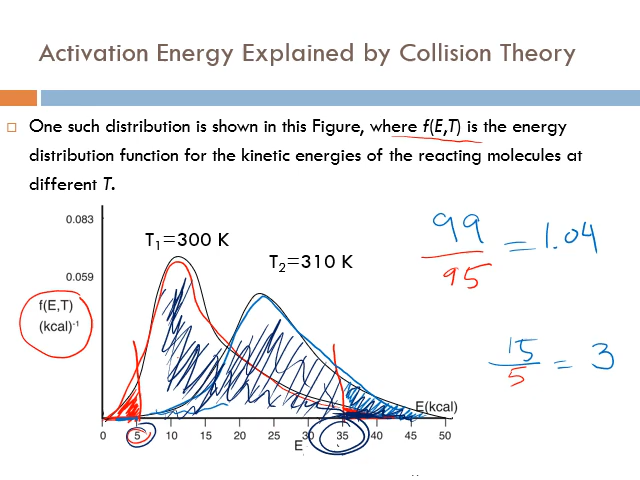 Activation Energy Explained by Collision Theory
One such distribution is shown in this Figure, where f(E,T) is the energy
distribution function for the kinetic energies of the reacting molecules at
different T.
0.083
T₁=300 K
99
95
=1.04
T₂=310 K
0.059
f(E,T)
(kcal)⁻¹
15
5
= 3
E(kcal)
0 5 10 15 20 25 30 35 40 45 50
E